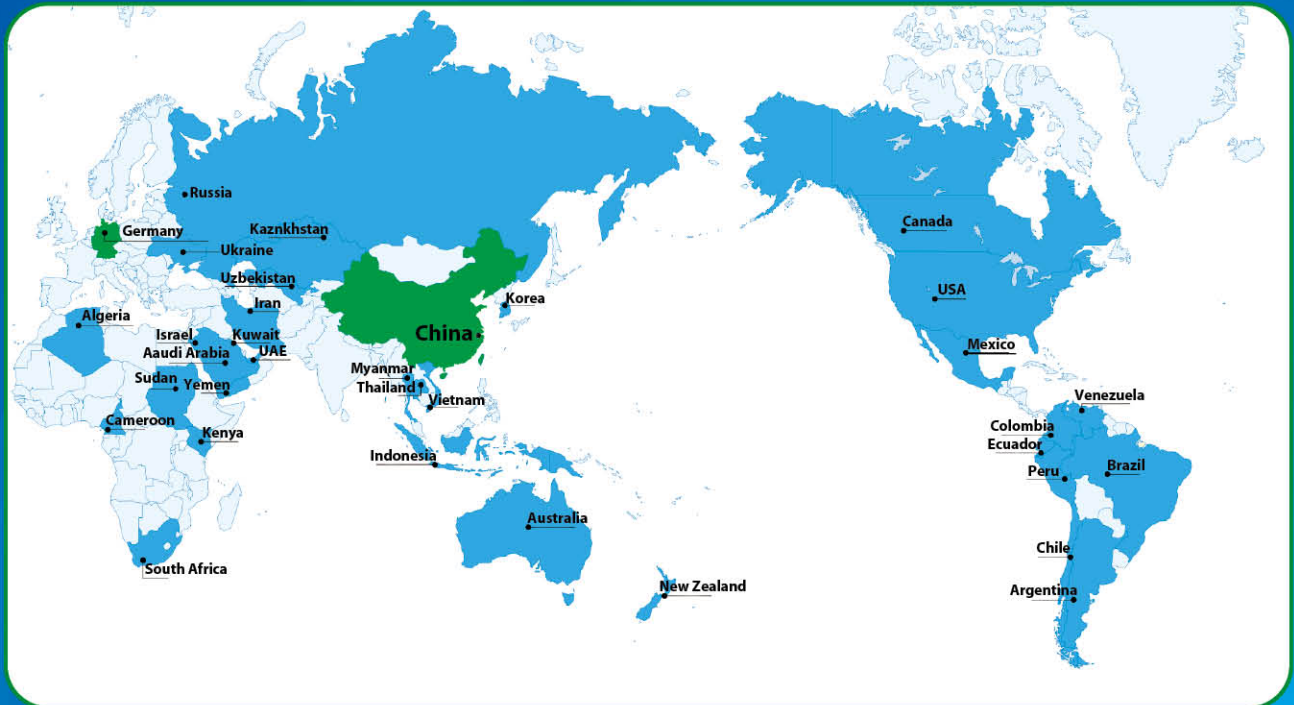 Russia
Canada
Germany
Kaznkhstan
Ukraine
Uzbekistan
USA
Korea
Iran
Algeria
China
Israel
Kuwait
Mexico
Aaudi Arabia
UAE
Myanmar
Sudan
Yemen
Thailand
Venezuela
Vietnam
Cameroon
Colombia
Kenya
Ecuador
Indonesia
Brazil
Peru
Australia
Chile
South Africa
New Zealand
Argentina